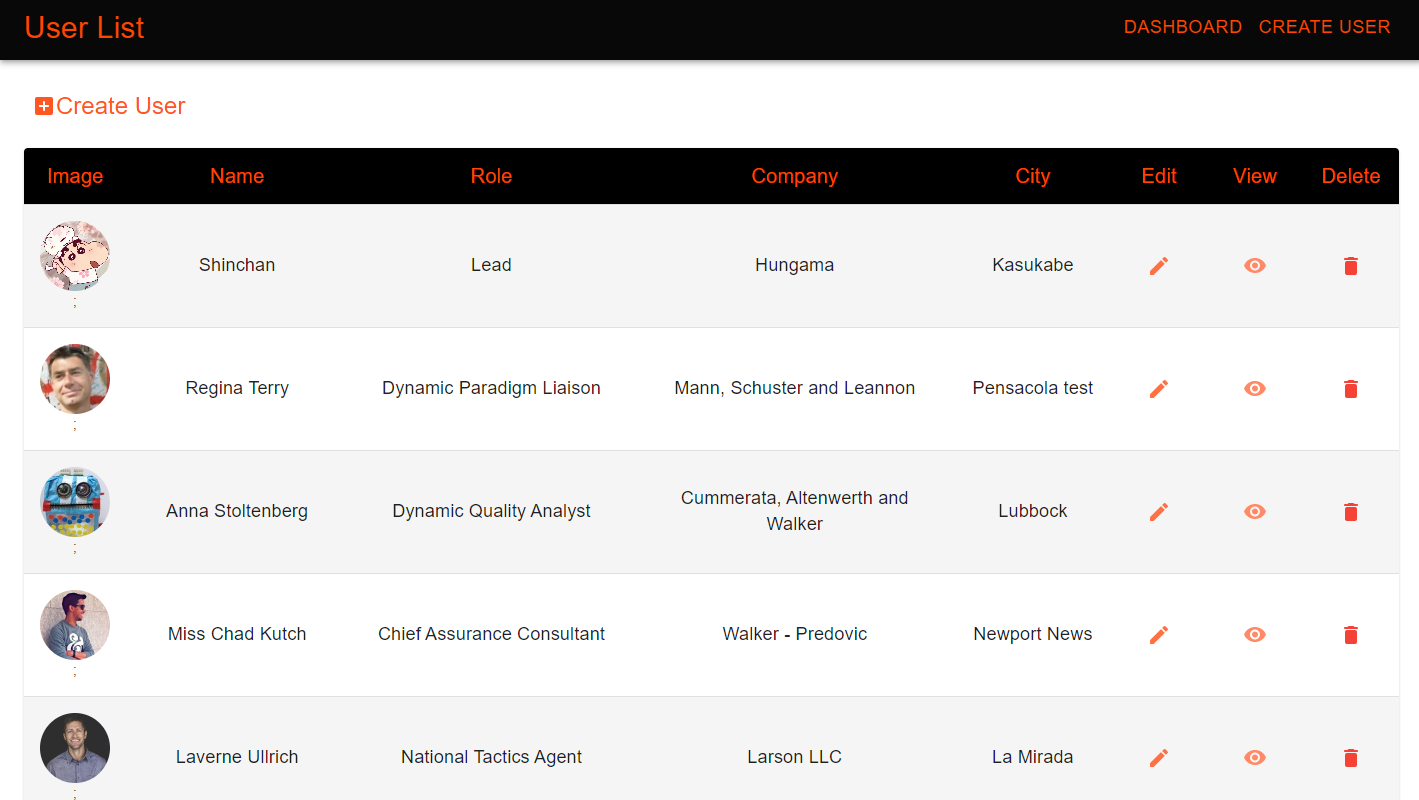 User List
DASHBOARD CREATE USER
Create User
Image Name Role Company City Edit View Delete
Shinchan Lead Hungama Kasukabe
;
Regina Terry Dynamic Paradigm Liaison Mann, Schuster and Leannon Pensacola test
;
Anna Stoltenberg Dynamic Quality Analyst Cummerata, Altenwerth and
Walker Lubbock
;
Miss Chad Kutch Chief Assurance Consultant Walker - Predovic Newport News
;
Laverne Ullrich National Tactics Agent Larson LLC La Mirada
;